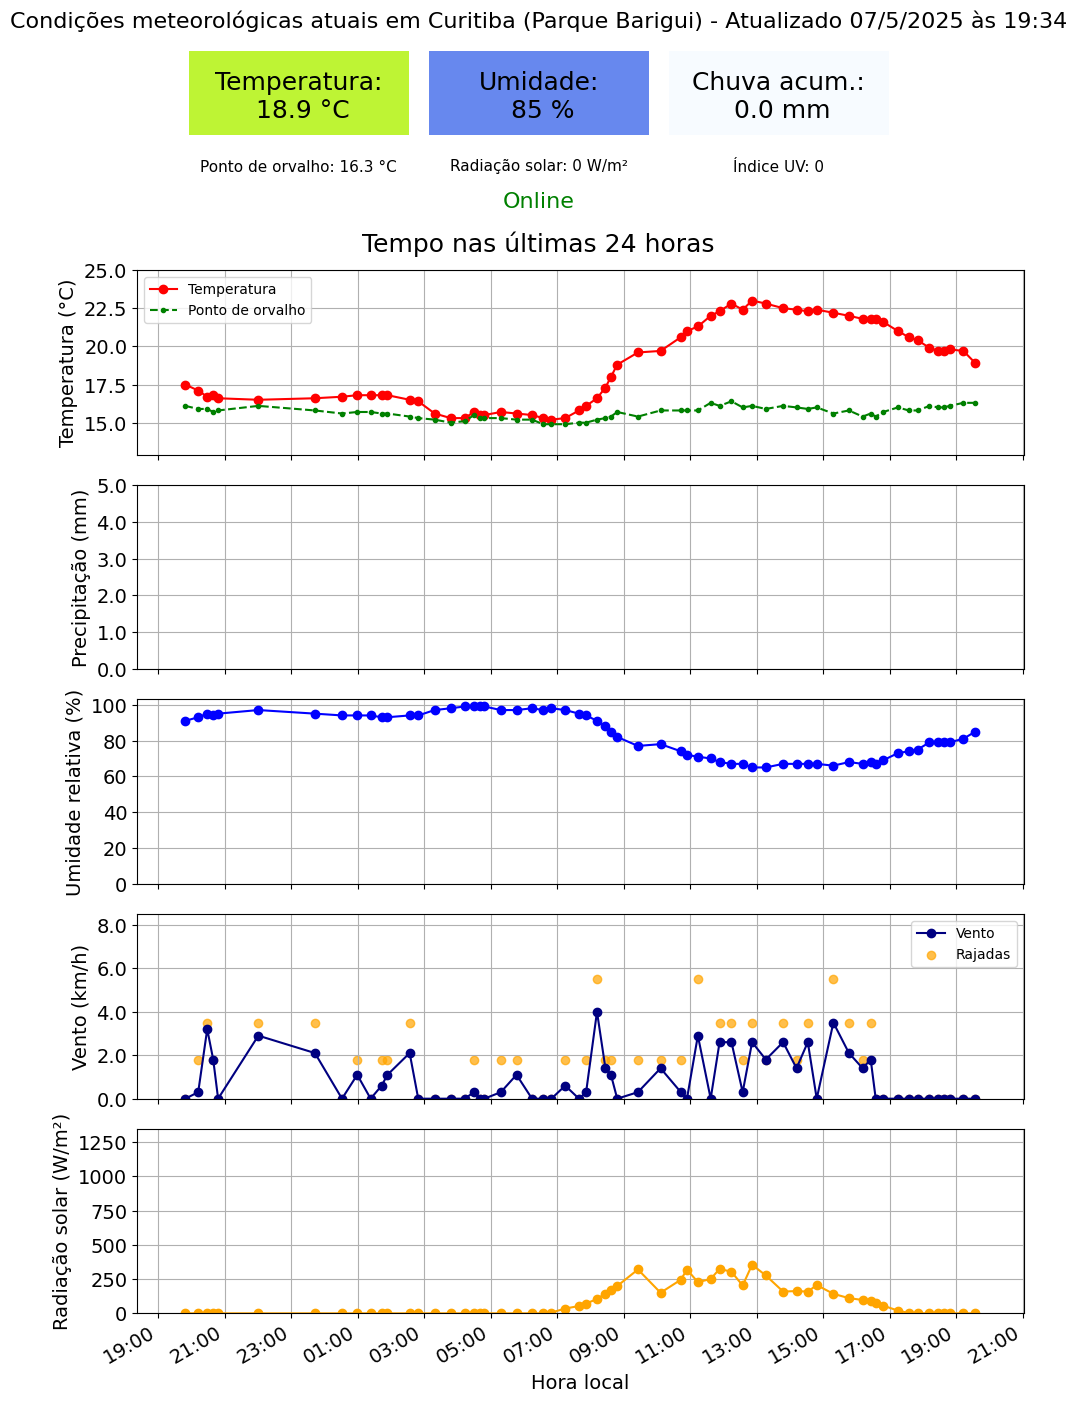 Condições meteorológicas atuais em Curitiba (Parque Barigui) - Atualizado 07/5/2025 às 19:34
Temperatura:
18.9 °C
Umidade:
85 %
Chuva acum.:
0.0 mm
Ponto de orvalho: 16.3 °C
Radiação solar: 0 W/m²
Índice UV: 0
Online
Tempo nas últimas 24 horas
Temperatura (°C)
25.0
22.5
20.0
17.5
15.0
Temperatura
Ponto de orvalho
Precipitação (mm)
5.0
4.0
3.0
2.0
1.0
0.0
Umidade relativa (%)
100
80
60
40
20
0
Vento (km/h)
8.0
6.0
4.0
2.0
0.0
Vento
Rajadas
Radiação solar (W/m²)
1250
1000
750
500
250
0
19:00
21:00
23:00
01:00
03:00
05:00
07:00
09:00
11:00
13:00
15:00
17:00
19:00
21:00
Hora local